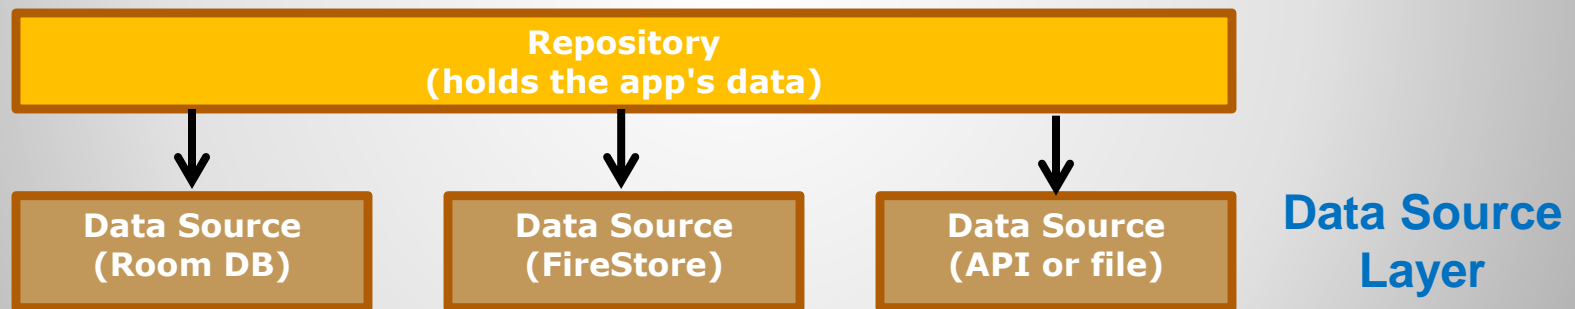 Repository
(holds the app's data)
Data Source
(Room DB)
Data Source
(FireStore)
Data Source
(API or file)
Data Source
Layer